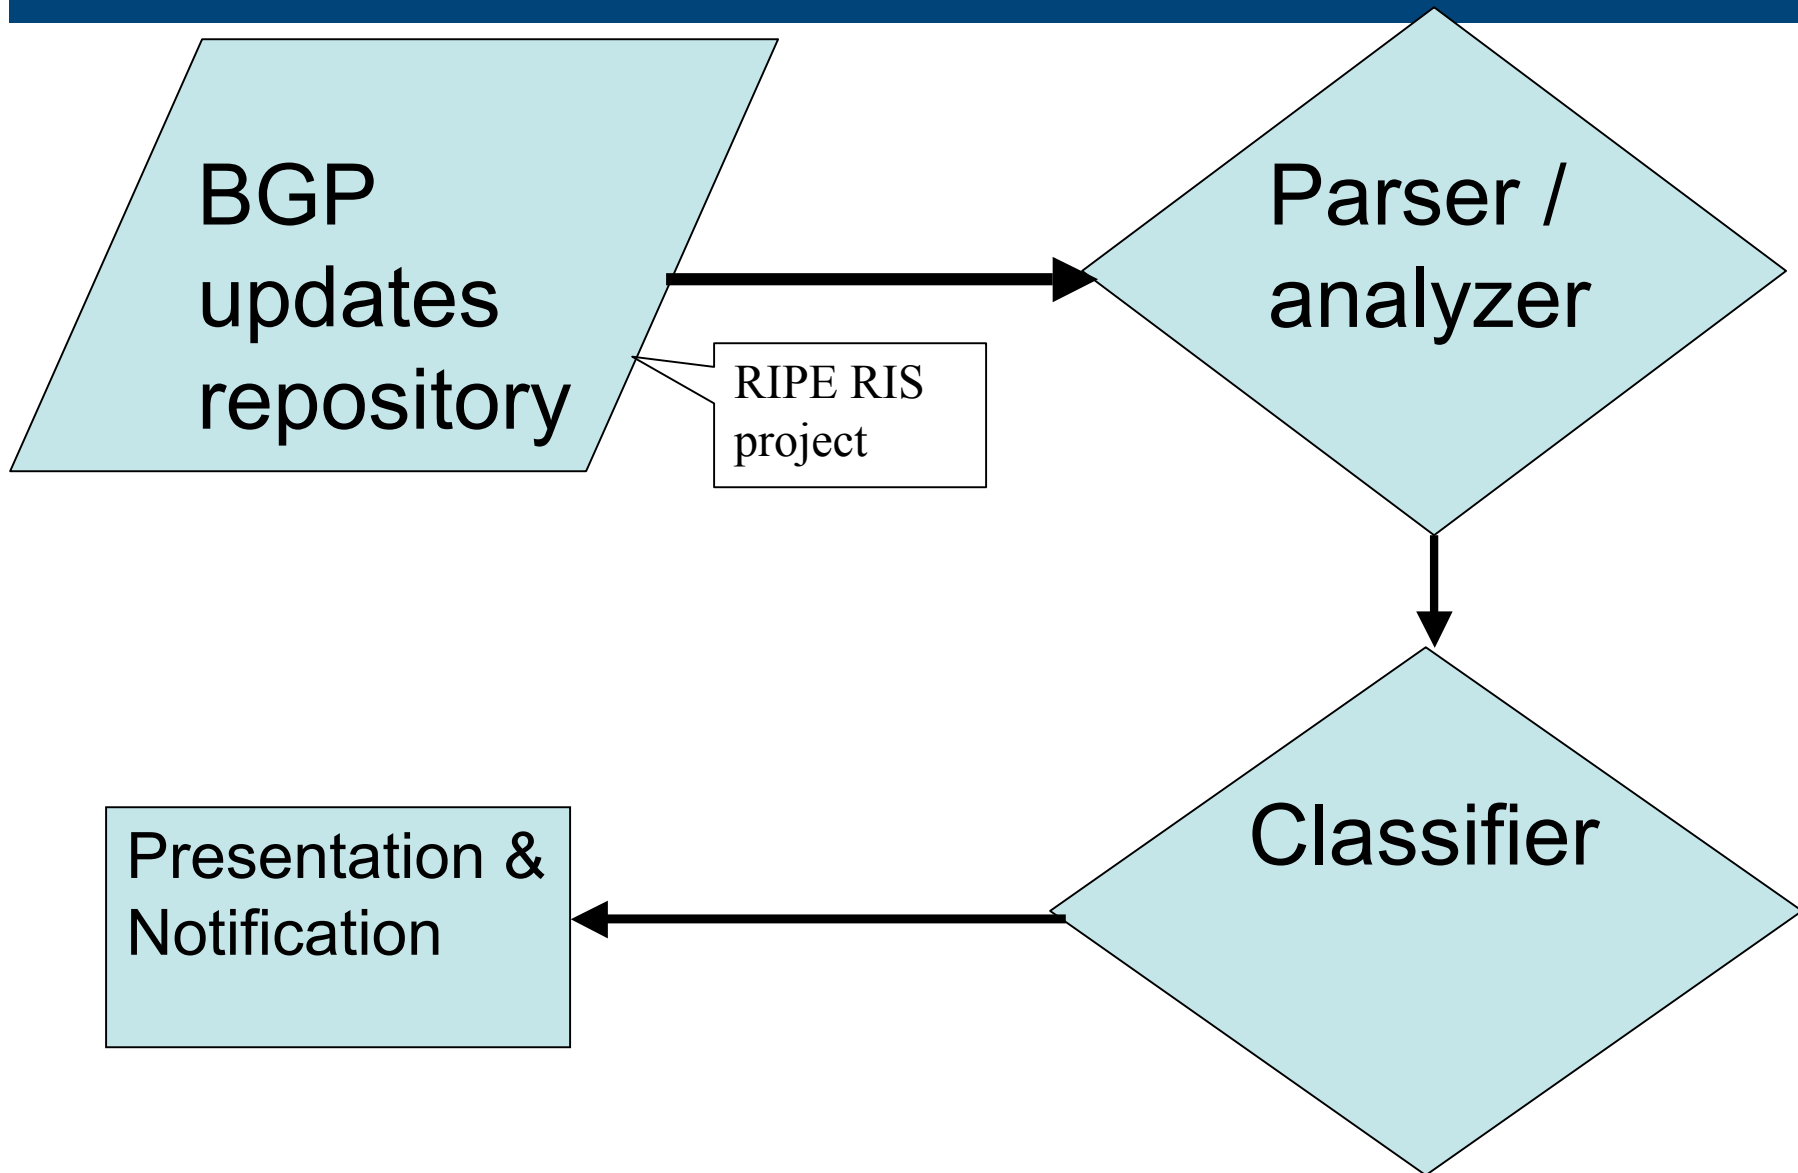 BGP
updates
repository
Parser /
analyzer
RIPE RIS
project
Classifier
Presentation &
Notification